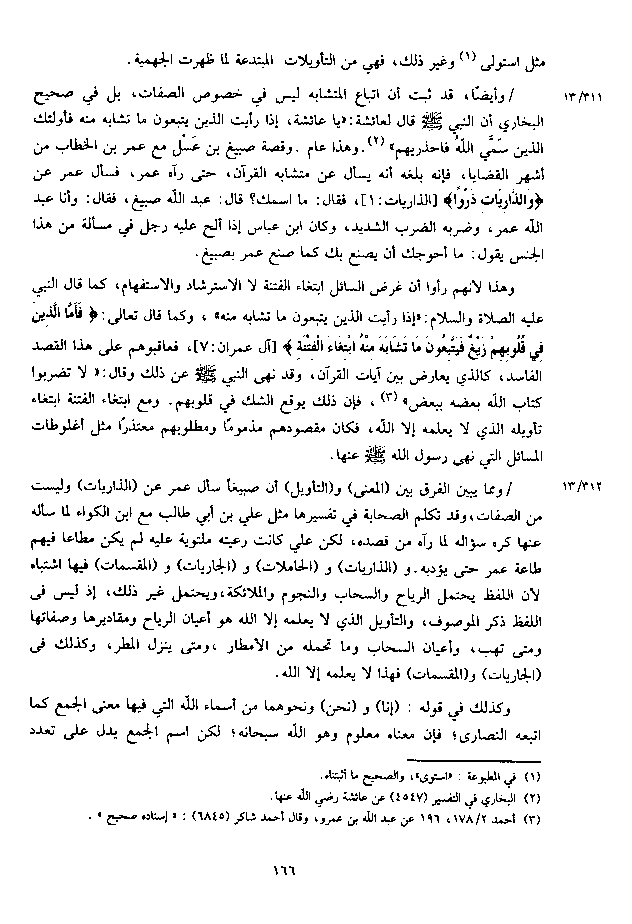 مثل استولى (١) وغير ذلك، فهي من التأويلات المبتدعة لما ظهرت الجهمية.
١٣/٣١١ / وأيضًا، قد ثبت أن اتباع المتشابه ليس في خصوص الصفات، بل في صحيح
البخاري أن النبي ﷺ قال لعائشة: «يا عائشة، إذا رأيت الذين يتبعون ما تشابه منه فأولئك
الذين سَمَّى اللهُ فاحذريهم» (٢). وهذا عام. وقصة صبيغ بن عَسْل مع عمر بن الخطاب من
أشهر القضايا، فإنه بلغه أنه يسأل عن متشابه القرآن، حتى رآه عمر، فسأل عمر عن
﴿وَالذَّارِيَاتِ ذَرْوًا﴾ [الذاريات: ١]، فقال: ما اسمك؟ قال: عبد الله صبيغ، فقال: وأنا عبد
الله عمر، وضربه الضرب الشديد، وكان ابن عباس إذا ألح عليه رجل في مسألة من هذا
الجنس يقول: ما أحوجك أن يصنع بك كما صنع عمر بصبيغ.
وهذا لأنهم رأوا أن غرض السائل ابتغاء الفتنة لا الاسترشاد والاستفهام، كما قال النبي
عليه الصلاة والسلام: «إذا رأيت الذين يتبعون ما تشابه منه» ، وكما قال تعالى: ﴿ فَأَمَّا الَّذِينَ
فِي قُلُوبِهِمْ زَيْغٌ فَيَتَّبِعُونَ مَا تَشَابَهَ مِنْهُ ابْتِغَاءَ الْفِتْنَةِ ﴾ [آل عمران: ٧]، فعاقبوهم على هذا القصد
الفاسد، كالذي يعارض بين آيات القرآن، وقد نهى النبي ﷺ عن ذلك وقال: « لا تضربوا
كتاب الله بعضه ببعض» (٣) ، فإن ذلك يوقع الشك في قلوبهم. ومع ابتغاء الفتنة ابتغاء
تأويله الذي لا يعلمه إلا الله، فكان مقصودهم مذمومًا ومطلوبهم متعذرًا مثل أغلوطات
المسائل التي نهى رسول الله ﷺ عنها.
١٣/٣١٢ / ومما يبين الفرق بين (المعنى) و(التأويل) أن صبيغاً سأل عمر عن (الذاريات) وليست
من الصفات، وقد تكلم الصحابة في تفسيرها مثل علي بن أبي طالب مع ابن الكواء لما سأله
عنها كره سؤاله لما رآه من قصده، لكن علي كانت رعيته ملتوية عليه لم يكن مطاعا فيهم
طاعة عمر حتى يؤدبه. و (الذاريات) و (الحاملات) و (الجاريات) و (المقسمات) فيها اشتباه
لأن اللفظ يحتمل الرياح والسحاب والنجوم والملائكة، ويحتمل غير ذلك، إذ ليس فى
اللفظ ذكر الموصوف، والتأويل الذي لا يعلمه إلا الله هو أعيان الرياح ومقاديرها وصفاتها
ومتى تهب، وأعيان السحاب وما تحمله من الأمطار ،ومتى ينزل المطر، وكذلك فى
(الجاريات) و(المقسمات) فهذا لا يعلمه إلا الله.
وكذلك في قوله : (إنا) و (نحن) ونحوهما من أسماء الله التي فيها معنى الجمع كما
اتبعه النصارى؛ فإن معناه معلوم وهو الله سبحانه؛ لكن اسم الجمع يدل على تعدد
(١) في المطبوعة : «استوى»، والصحيح ما أثبتناه.
(٢) البخاري في التفسير (٤٥٤٧) عن عائشة رضي الله عنها.
(٣) أحمد ١٧٨/٢، ١٩٦ عن عبد الله بن عمرو، وقال أحمد شاكر (٦٨٤٥) : « إسناده صحيح » .
١٦٦